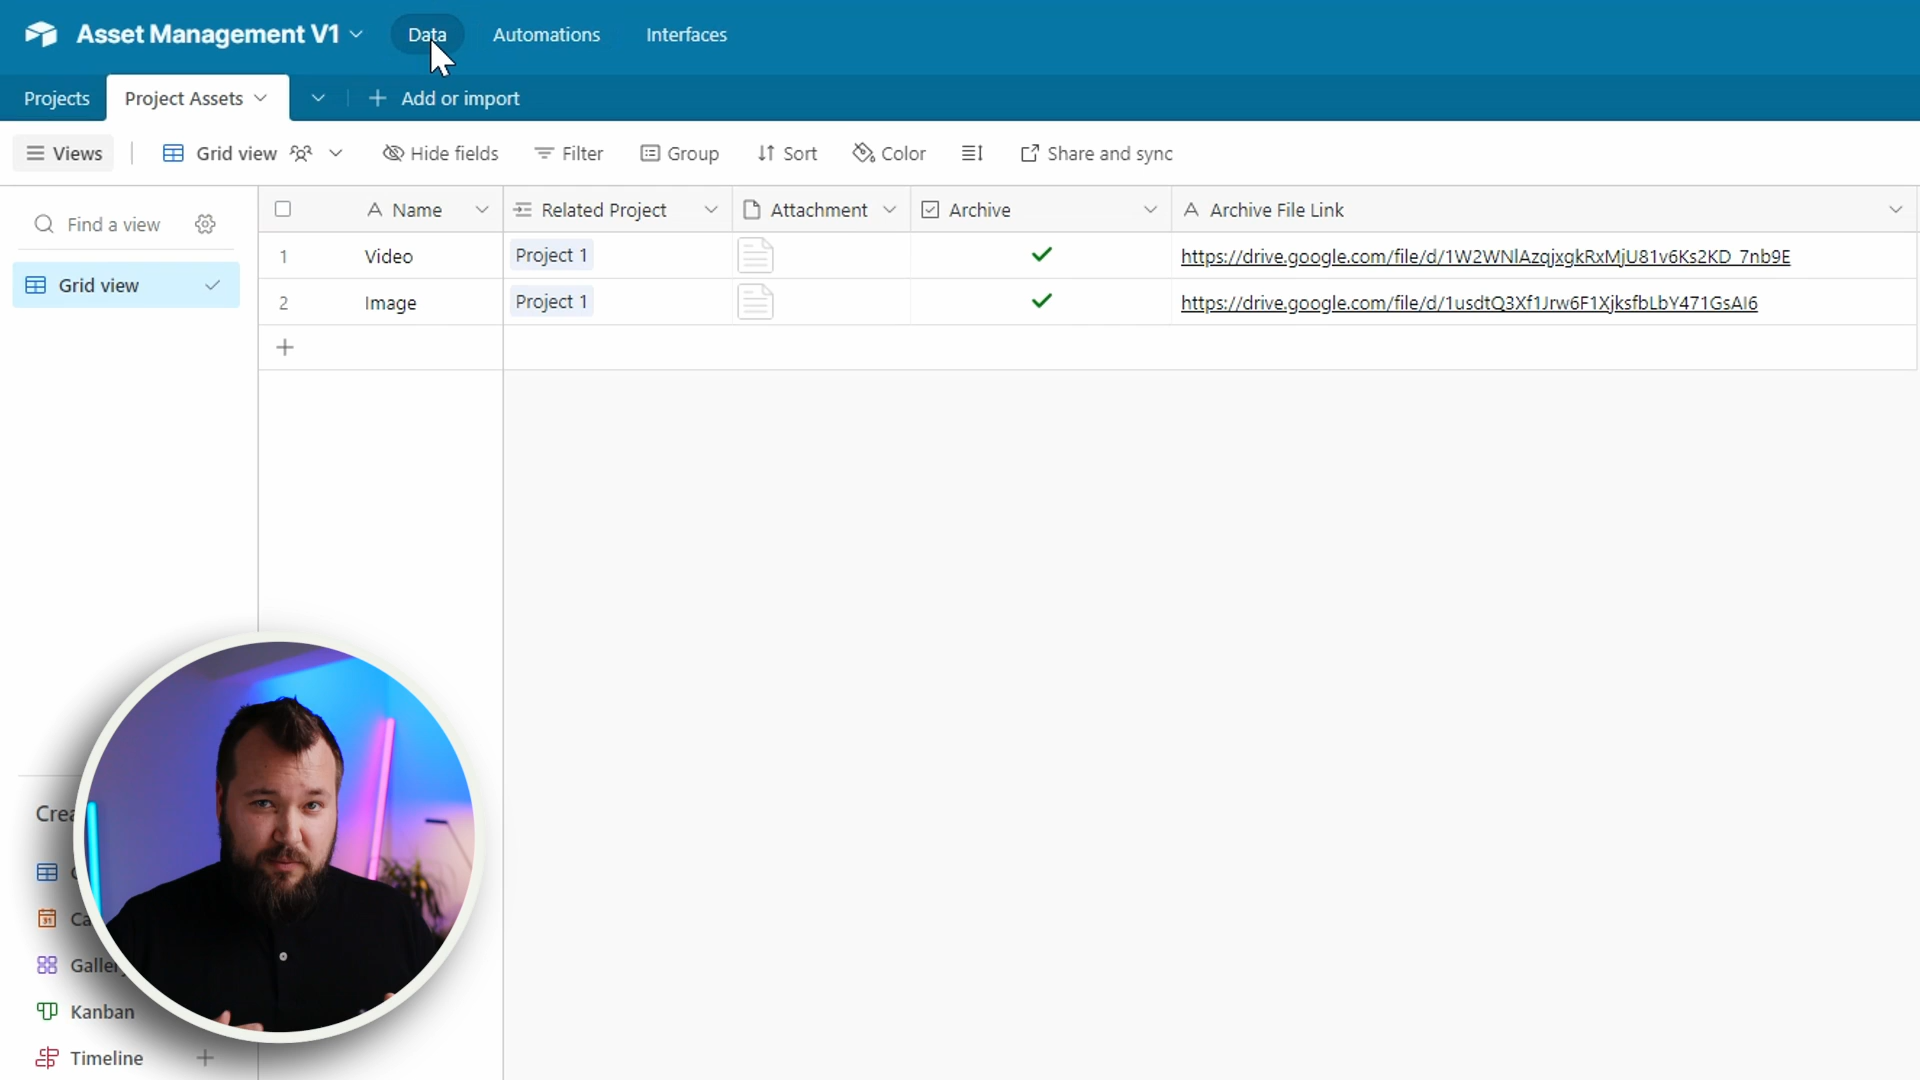 Asset Management V1
Data
Automations
Interfaces
Projects
Project Assets
Add or import
Views
Grid view
Hide fields
Filter
Group
Sort
Color
Share and sync
Find a view
Name
Related Project
Attachment
Archive
Archive File Link
Grid view
1
Video
Project 1
https://drive.google.com/file/d/1W2WNlAzqjxgkRxMjU81v6Ks2KD_7nb9E
2
Image
Project 1
https://drive.google.com/file/d/1usdtQ3Xf1Jrw6F1XjksfbLbY471GsAI6
Kanban
Timeline